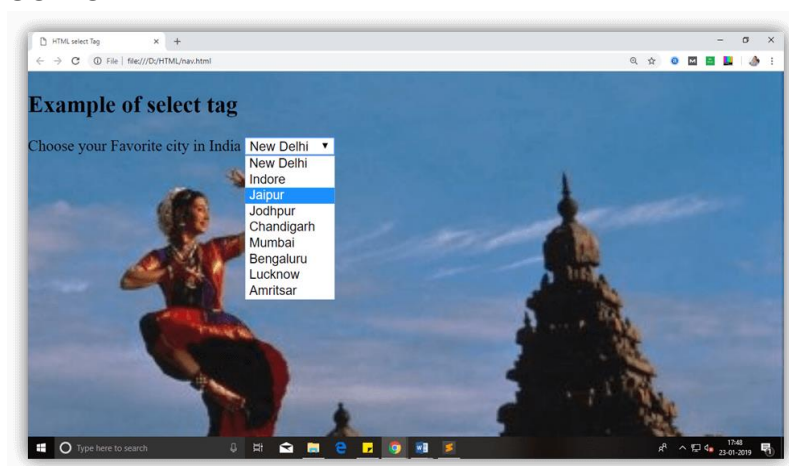 HTML select Tag
File | file:///D:/HTML/nav.html
Example of select tag
Choose your Favorite city in India New Delhi
New Delhi
Indore
Jaipur
Jodhpur
Chandigarh
Mumbai
Bengaluru
Lucknow
Amritsar
Type here to search
17:48
23-01-2019